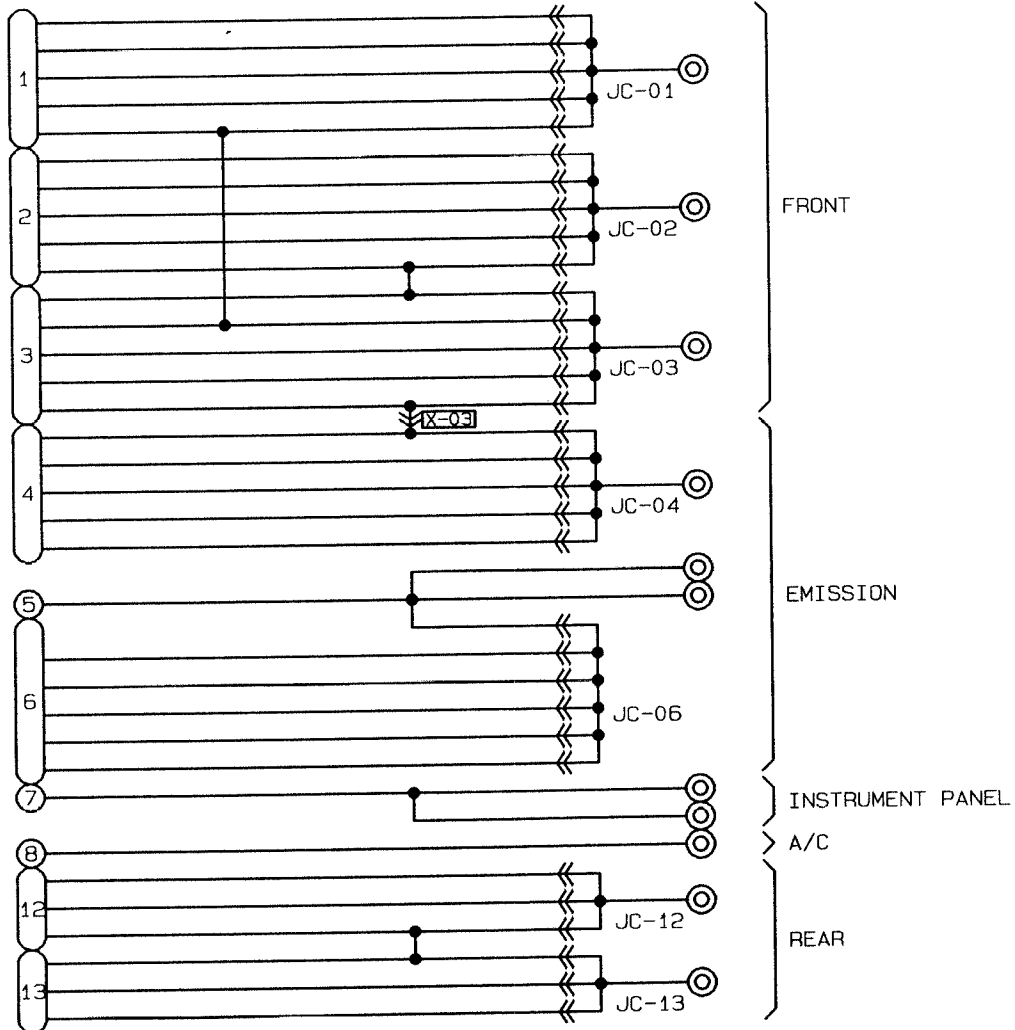 1
JC-01
2
JC-02
FRONT
3
JC-03
X-03
4
JC-04
5
EMISSION
6
JC-06
7
INSTRUMENT PANEL
8
A/C
12
JC-12
REAR
13
JC-13